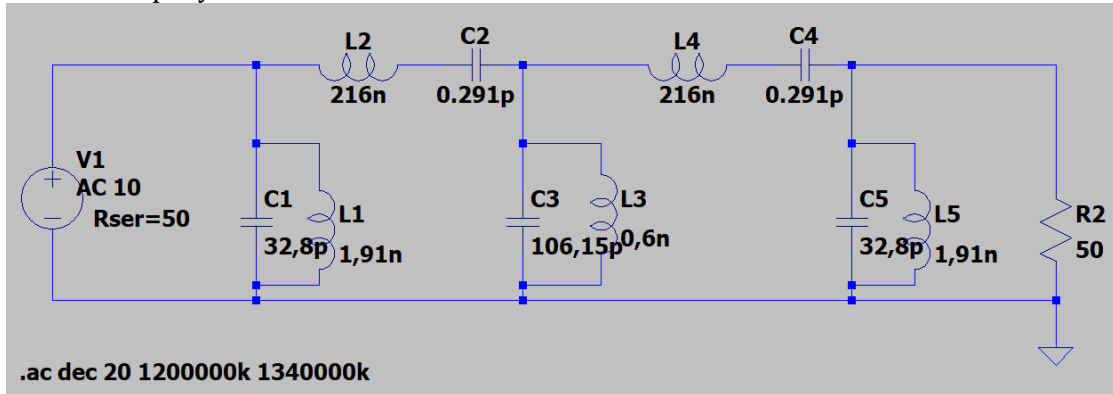 L2
C2
L4
C4
216n
0.291p
216n
0.291p
V1
AC 10
Rser=50
C1
L1
32,8p
1,91n
C3
L3
106,15p
0,6n
C5
L5
32,8p
1,91n
R2
50
.ac dec 20 1200000k 1340000k